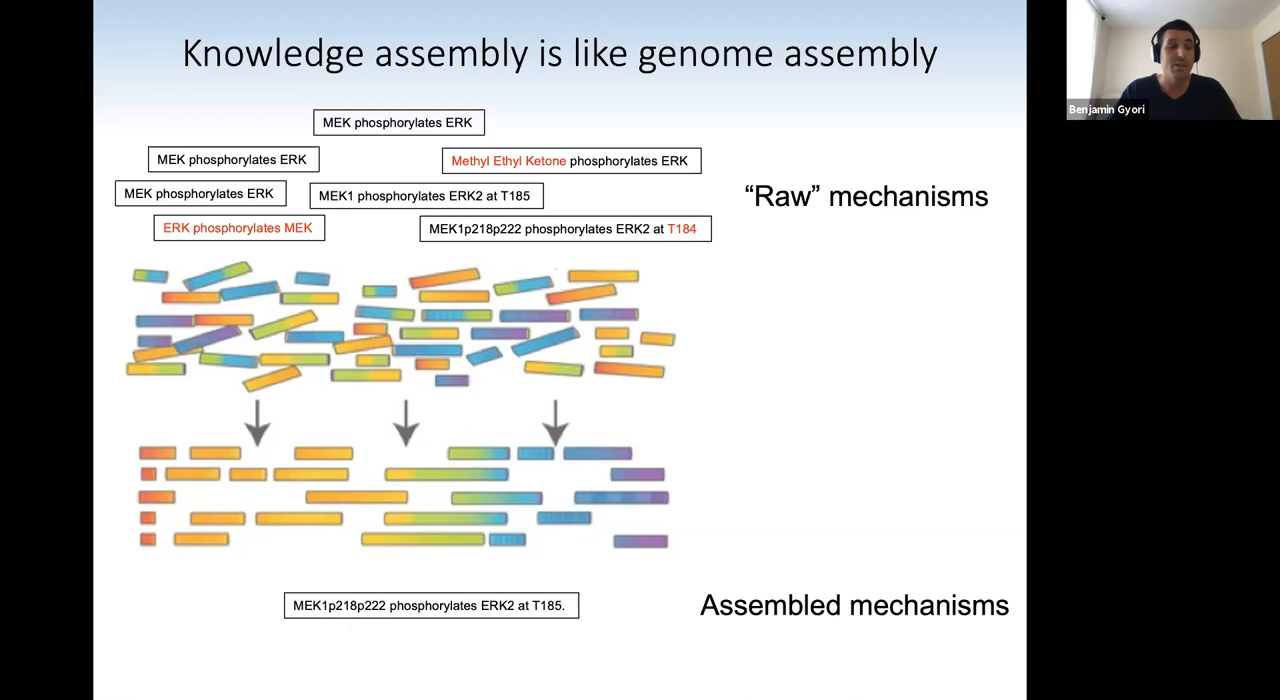 Knowledge assembly is like genome assembly
Benjamin Gyori
MEK phosphorylates ERK
MEK phosphorylates ERK
Methyl Ethyl Ketone phosphorylates ERK
MEK phosphorylates ERK
MEK1 phosphorylates ERK2 at T185
“Raw” mechanisms
ERK phosphorylates MEK
MEK1p218p222 phosphorylates ERK2 at T184
MEK1p218p222 phosphorylates ERK2 at T185.
Assembled mechanisms